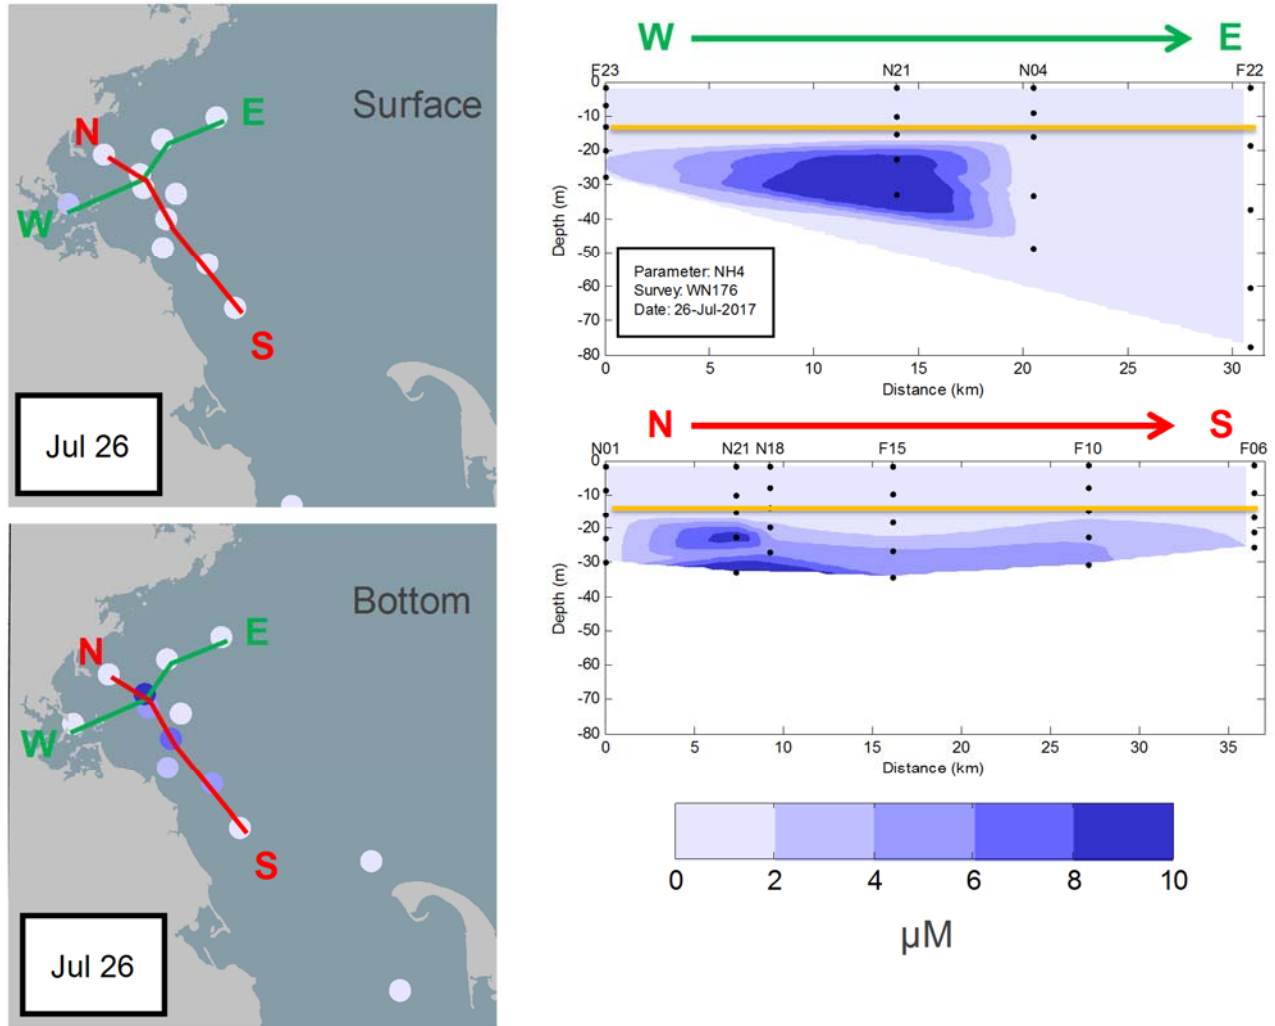 Surface
N
E
W
S
Jul 26
Bottom
N
E
W
S
Jul 26
W E
F23 N21 N04 F22
0
-10
-20
-30
-40
-50
-60
-70
-80
Depth (m)
Parameter: NH4
Survey: WN176
Date: 26-Jul-2017
0 5 10 15 20 25 30
Distance (km)
N S
N01 N21 N18 F15 F10 F06
0
-10
-20
-30
-40
-50
-60
-70
-80
Depth (m)
0 5 10 15 20 25 30 35
Distance (km)
0 2 4 6 8 10
µM